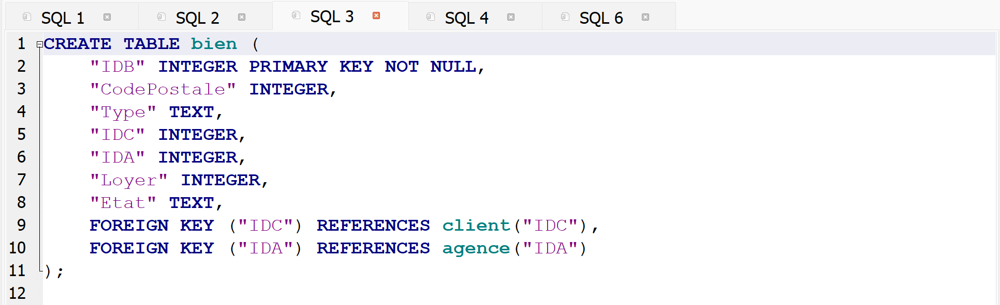 SQL 1 SQL 2 SQL 3 SQL 4 SQL 6
1 CREATE TABLE bien (
2 "IDB" INTEGER PRIMARY KEY NOT NULL,
3 "CodePostale" INTEGER,
4 "Type" TEXT,
5 "IDC" INTEGER,
6 "IDA" INTEGER,
7 "Loyer" INTEGER,
8 "Etat" TEXT,
9 FOREIGN KEY ("IDC") REFERENCES client("IDC"),
10 FOREIGN KEY ("IDA") REFERENCES agence("IDA")
11 );
12